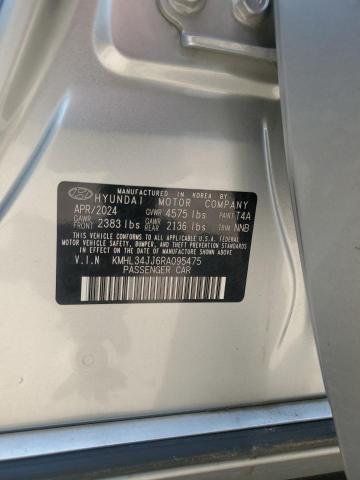 MANUFACTURED IN KOREA BY
HYUNDAI MOTOR COMPANY
APR/2024 GVWR 4575 lbs PAINT T4A
GAWR FRONT 2383 lbs GAWR REAR 2136 lbs TRIM NNB
THIS VEHICLE CONFORMS TO ALL APPLICABLE U.S. FEDERAL
MOTOR VEHICLE SAFETY, BUMPER, AND THEFT PREVENTION
STANDARDS IN EFFECT ON THE DATE OF
MANUFACTURE SHOWN ABOVE.
V.I.N KMHL34JJ6RA095475
PASSENGER CAR